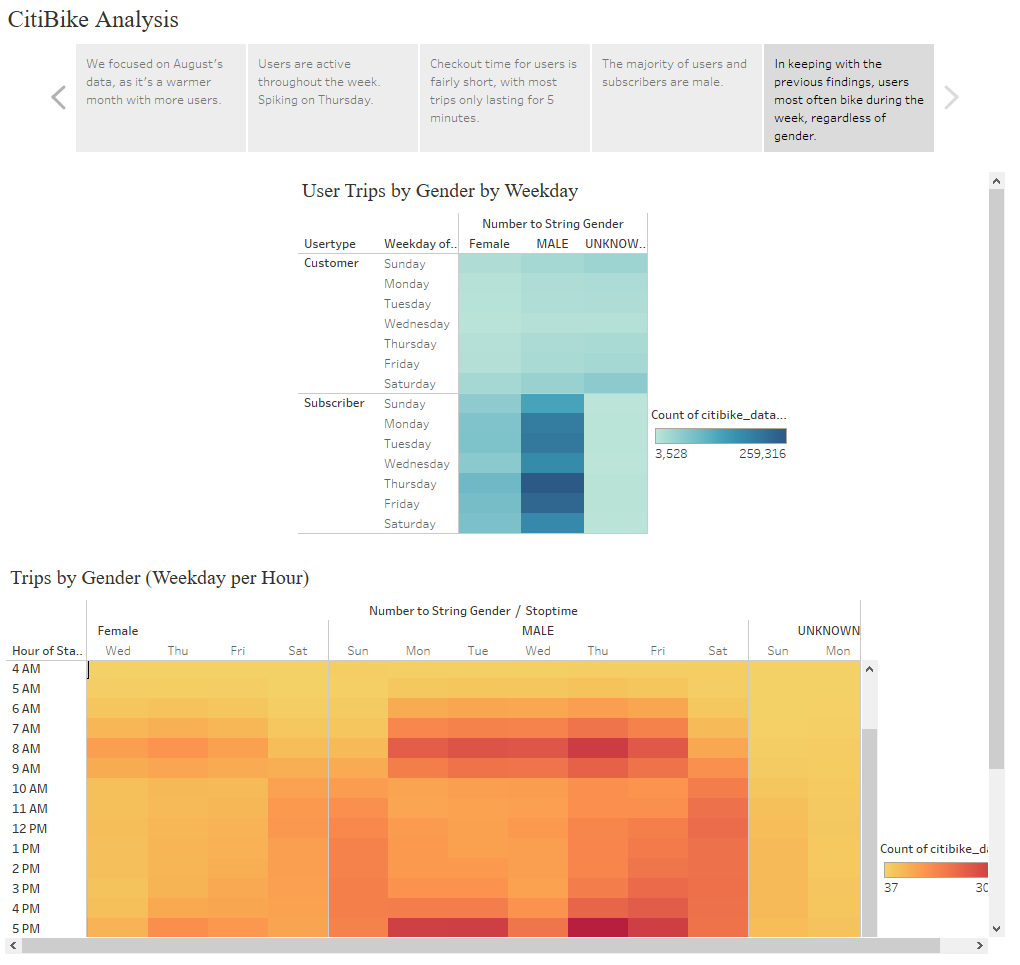 CitiBike Analysis
We focused on August's
data, as it's a warmer
month with more users.
Users are active
throughout the week.
Spiking on Thursday.
Checkout time for users is
fairly short, with most
trips only lasting for 5
minutes.
The majority of users and
subscribers are male.
In keeping with the
previous findings, users
most often bike during the
week, regardless of
gender.
User Trips by Gender by Weekday
Number to String Gender
Usertype Weekday of.. Female MALE UNKNOW..
Customer Sunday
Monday
Tuesday
Wednesday
Thursday
Friday
Saturday
Subscriber Sunday
Monday
Tuesday
Wednesday
Thursday
Friday
Saturday
Count of citibike_data...
3,528 259,316
Trips by Gender (Weekday per Hour)
Number to String Gender / Stoptime
Female MALE UNKNOWN
Hour of Sta.. Wed Thu Fri Sat Sun Mon Tue Wed Thu Fri Sat Sun Mon
4 AM
5 AM
6 AM
7 AM
8 AM
9 AM
10 AM
11 AM
12 PM
1 PM
2 PM
3 PM
4 PM
5 PM
Count of citibike_da
37 30